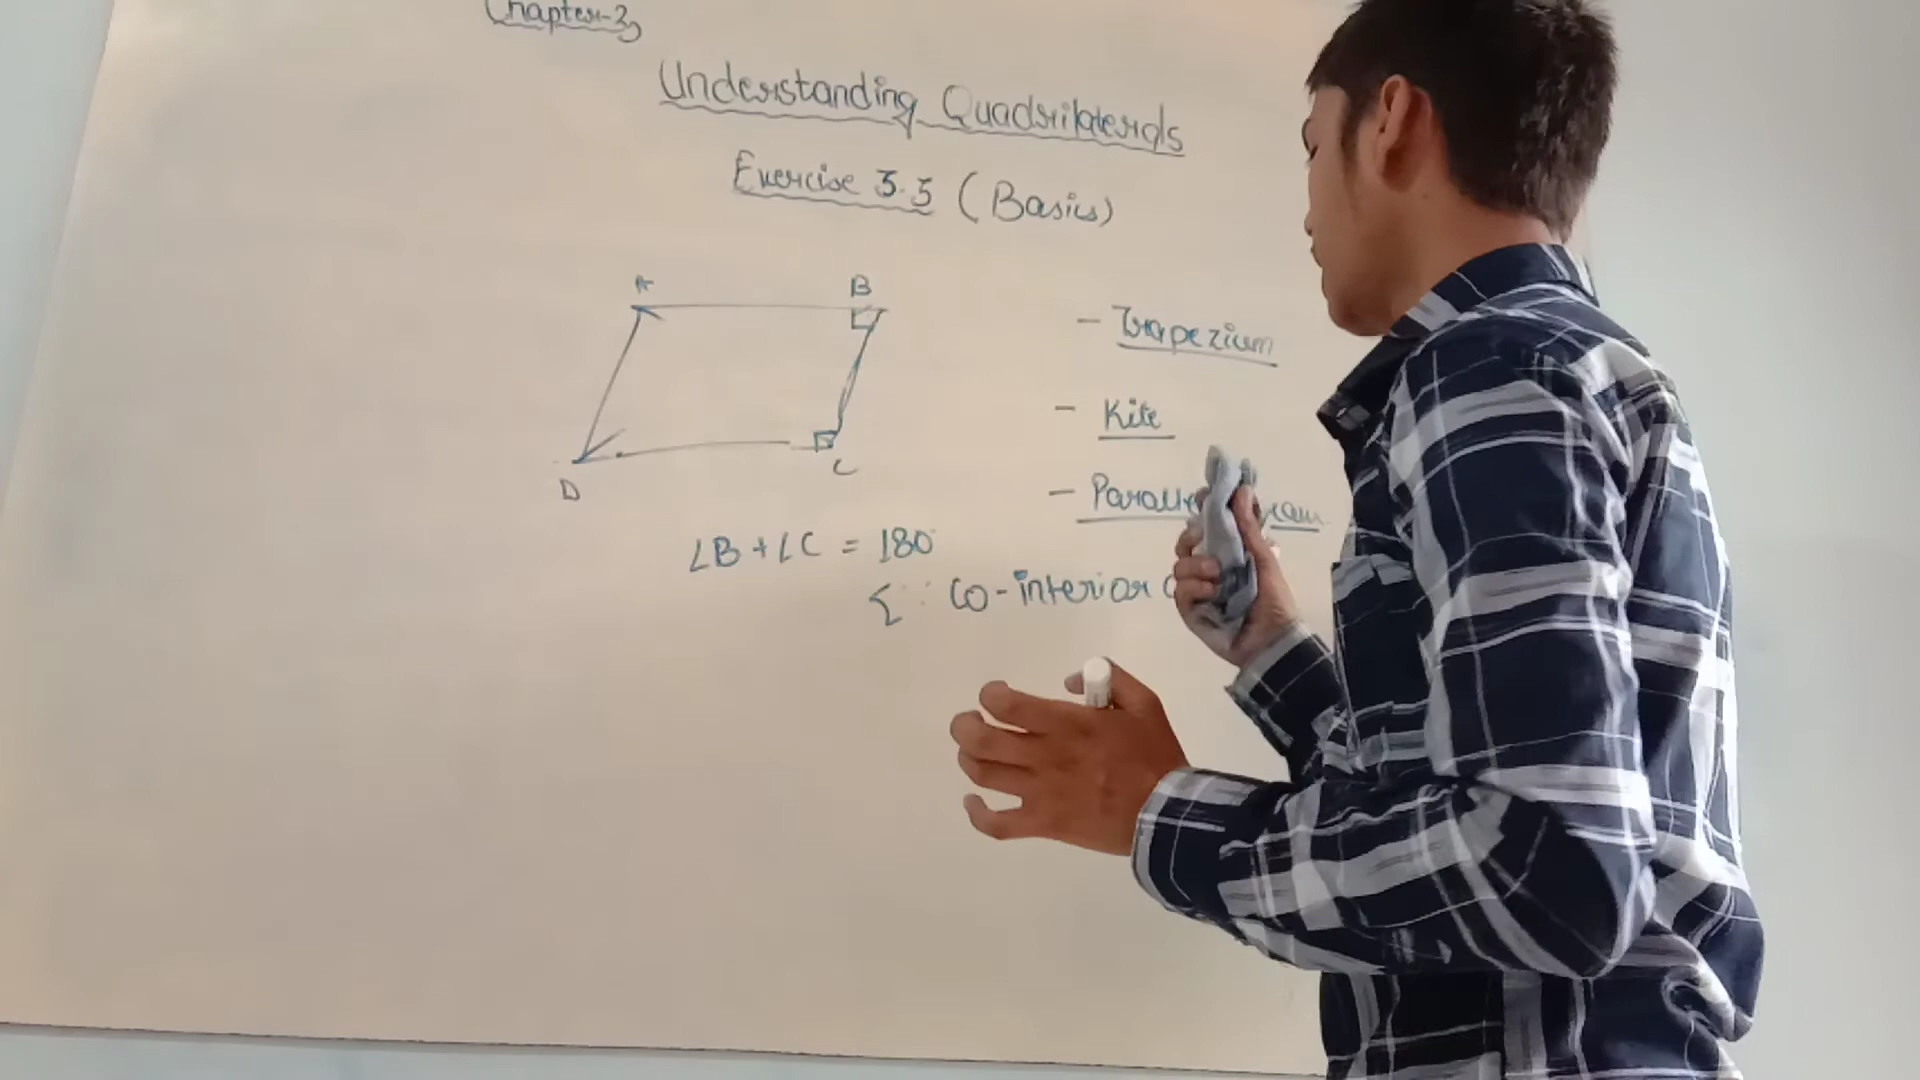 Chapter-3
Understanding Quadrilaterals
Exercise 3.3 (Basics)
A
B
C
D
- Trapezium
- Kite
∠B + ∠C = 180°
{ ∵ Co-interior